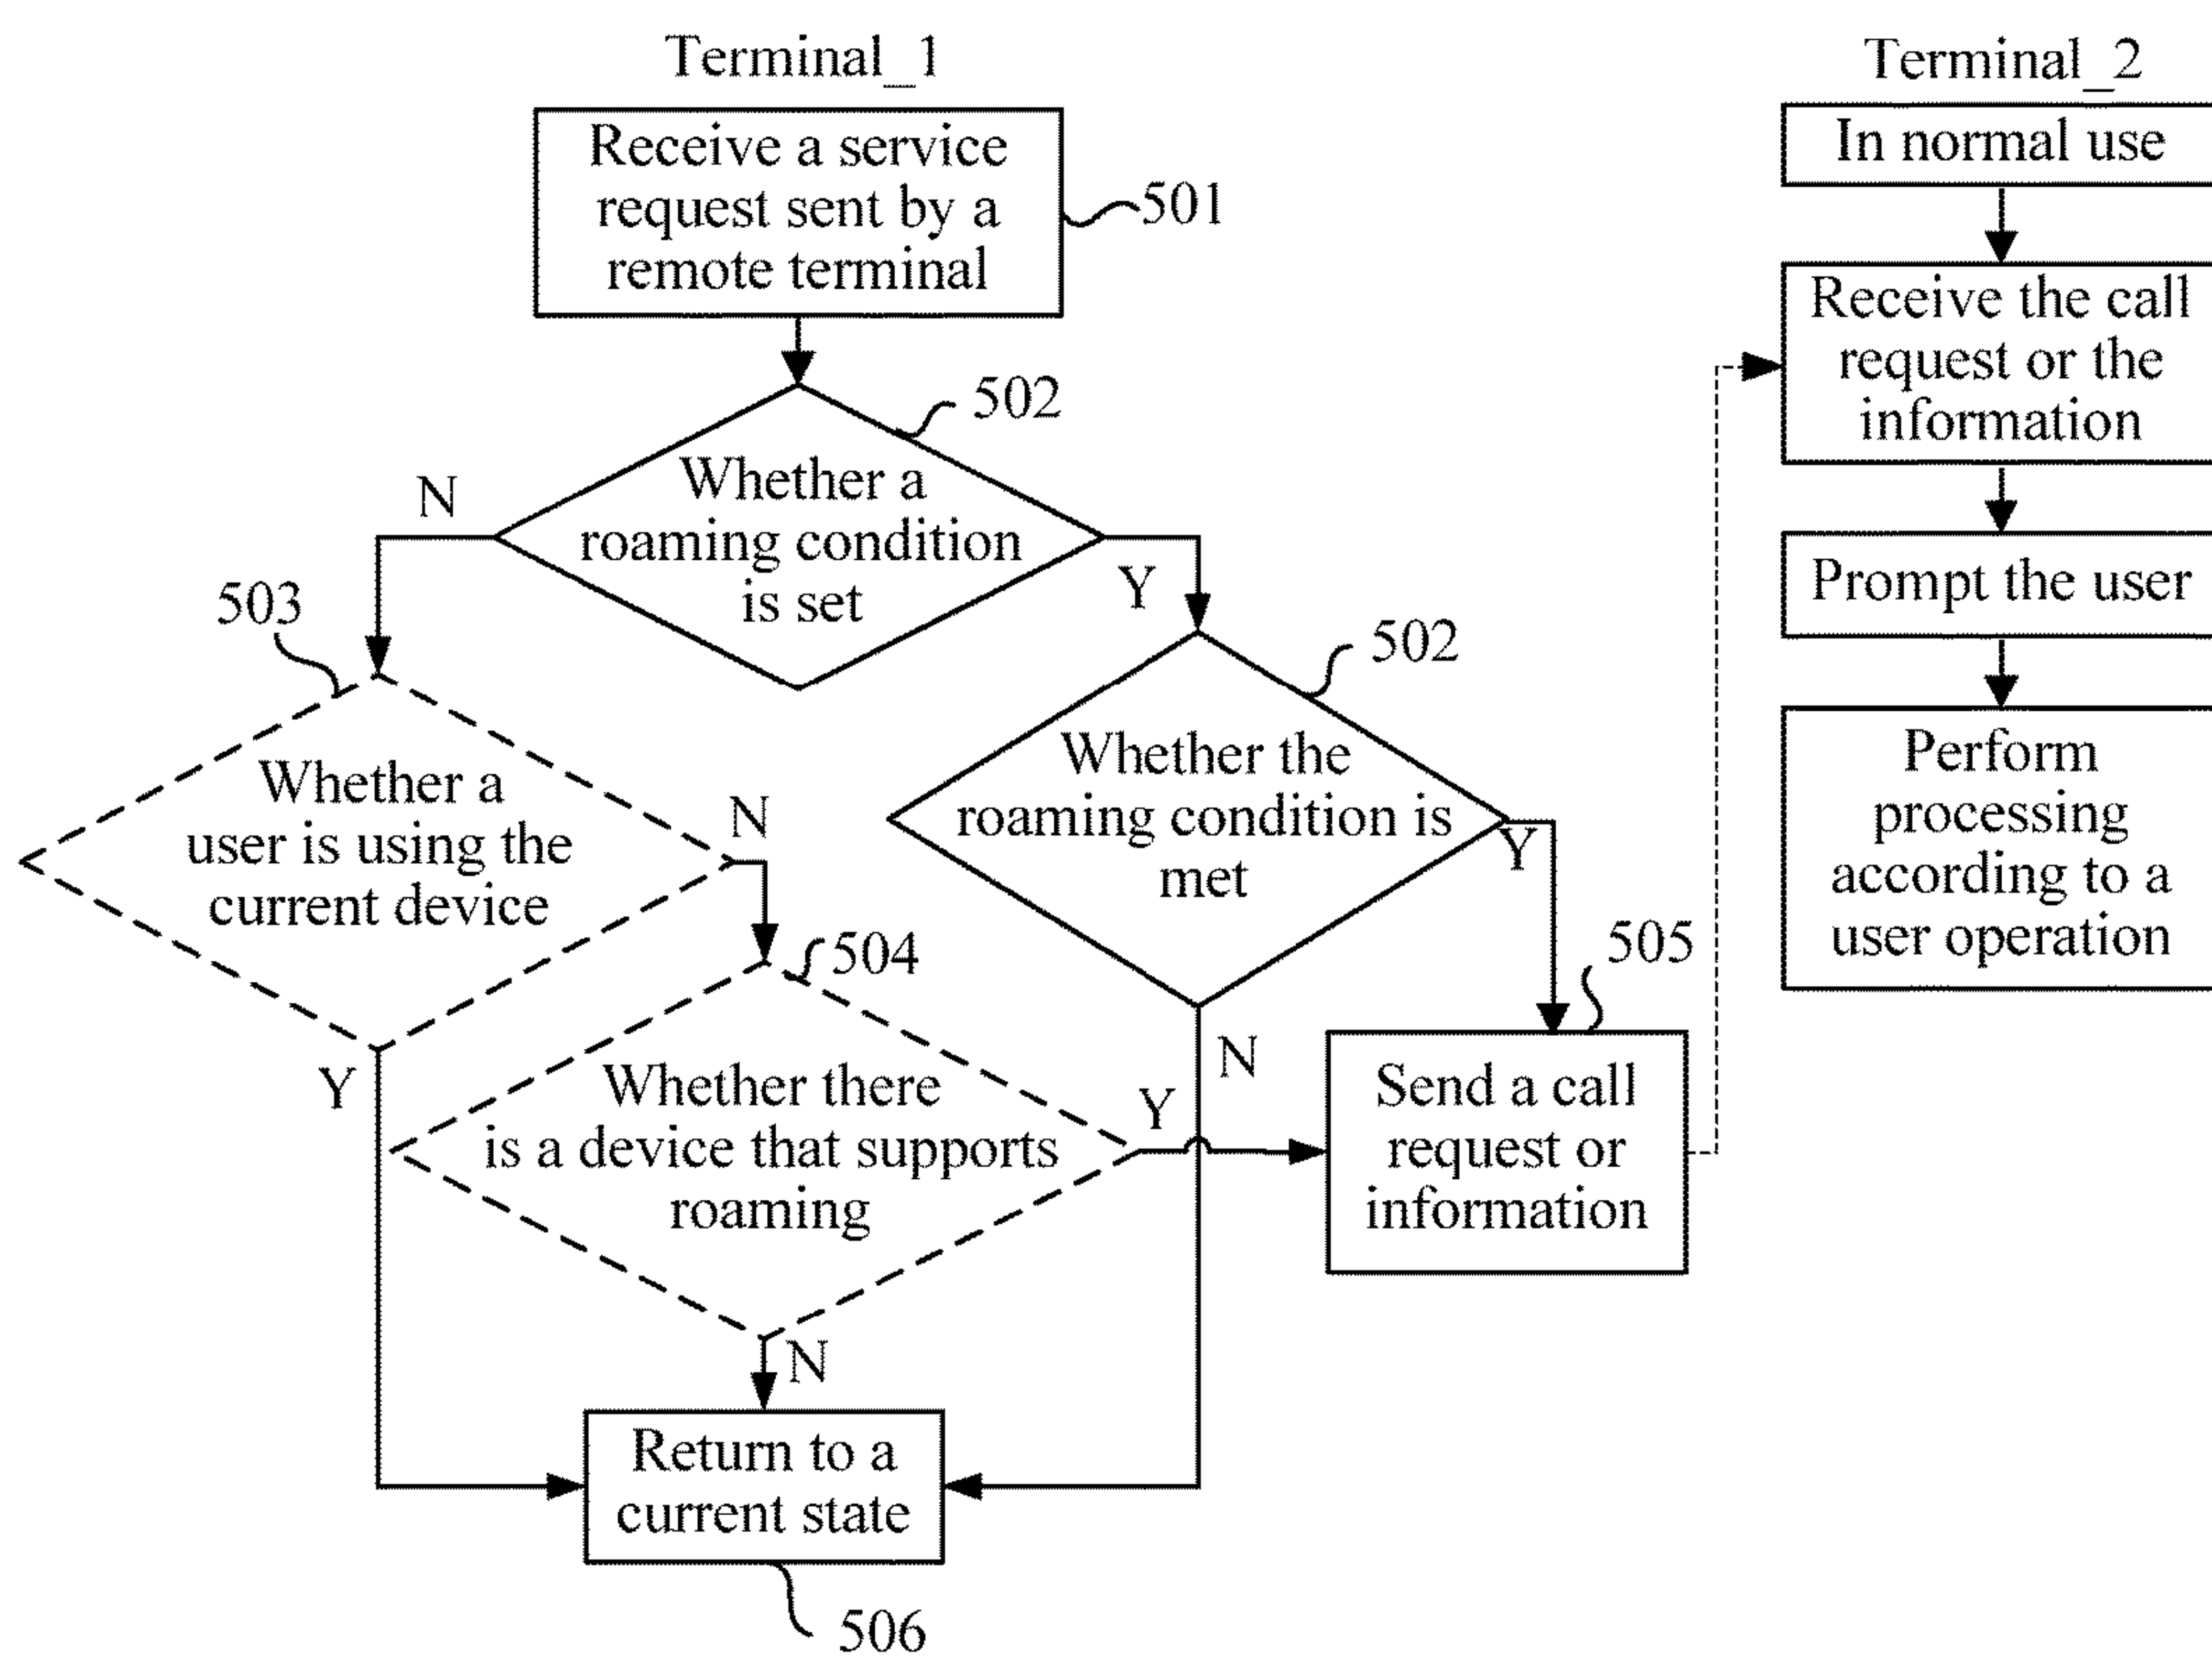 Terminal_1
Receive a service
request sent by a
remote terminal
501
502
Whether a
roaming condition
is set
N
Y
503
Whether a
user is using the
current device
N
Y
502
Whether the
roaming condition is
met
Y
N
504
Whether there
is a device that supports
roaming
Y
N
505
Send a call
request or
information
Return to a
current state
506
Terminal_2
In normal use
Receive the call
request or the
information
Prompt the user
Perform
processing
according to a
user operation